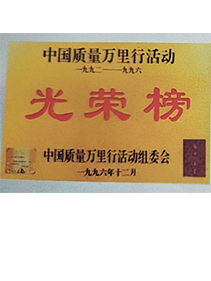 中国质量万里行活动
一九九二——一九九六
光荣榜
中国质量万里行活动组委会
一九九六年十二月